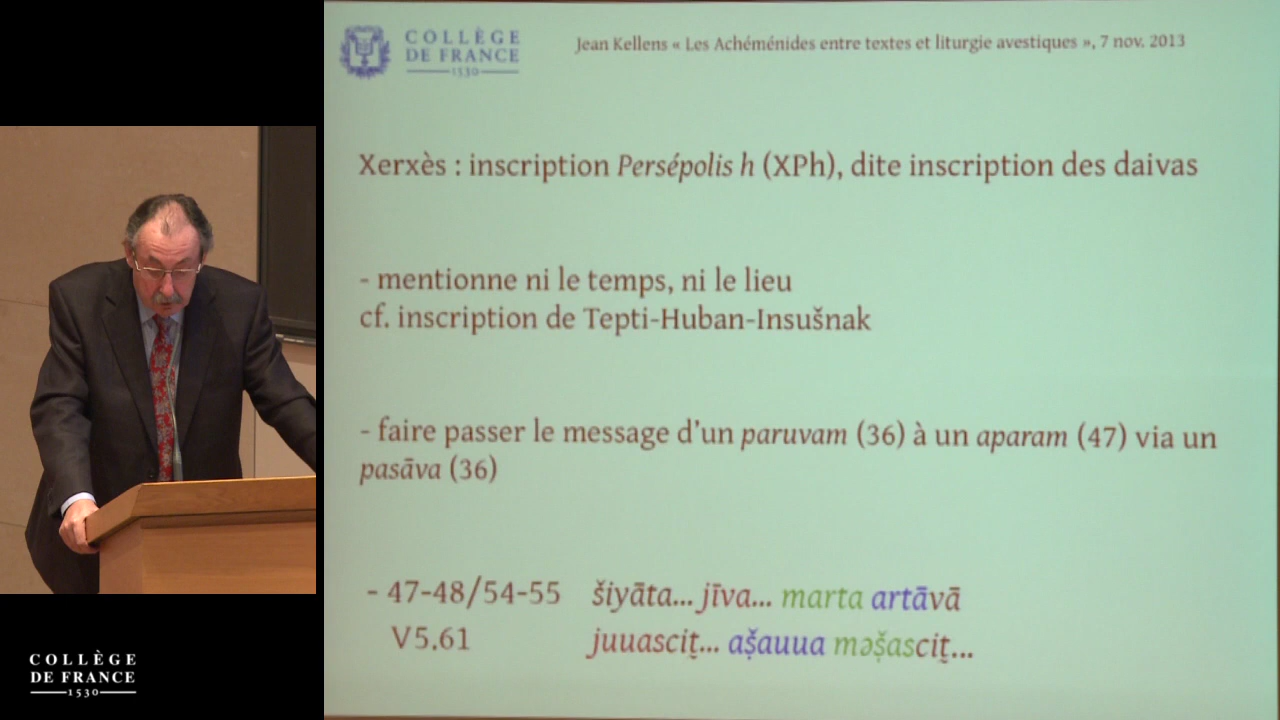 COLLÈGE
DE FRANCE
1530
Jean Kellens « Les Achéménides entre textes et liturgie avestiques », 7 nov. 2013
Xerxès : inscription Persépolis h (XPh), dite inscription des daivas
- mentionne ni le temps, ni le lieu
cf. inscription de Tepti-Huban-Insušnak
- faire passer le message d'un paruvam (36) à un aparam (47) via un
pasāva (36)
- 47-48/54-55 šiyāta... jīva... marta artāvā
V5.61 juuascit̰... aṣ̌auua məṣ̌ascit̰...
COLLÈGE
DE FRANCE
1530